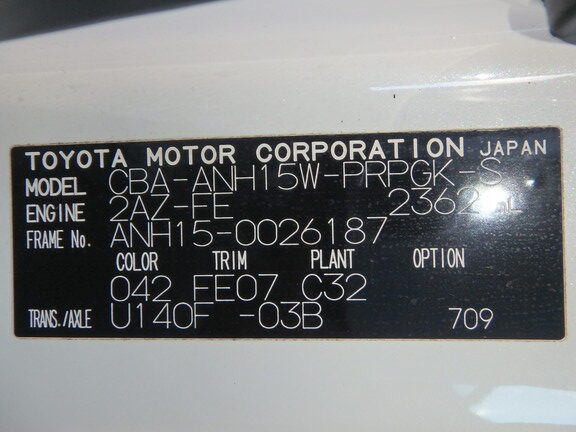 TOYOTA MOTOR CORPORATION JAPAN
MODEL CBA-ANH15W-PRPGK-S
ENGINE 2AZ-FE 2362 mL
FRAME No. ANH15-0026187
COLOR TRIM PLANT OPTION
042 FE07 C32
TRANS./AXLE U140F -03B 709